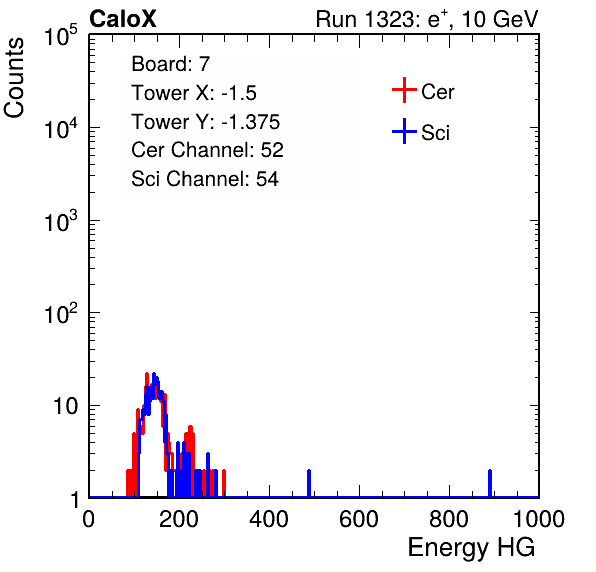 CaloX Run 1323: e⁺, 10 GeV
Counts
Board: 7
Tower X: -1.5
Tower Y: -1.375
Cer Channel: 52
Sci Channel: 54
Cer
Sci
10⁵
10⁴
10³
10²
10
1
0 200 400 600 800 1000
Energy HG